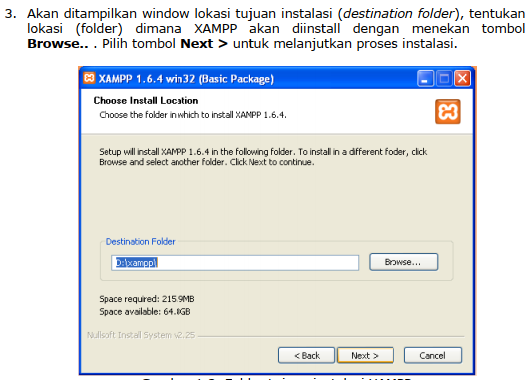 3. Akan ditampilkan window lokasi tujuan instalasi (destination folder), tentukan
lokasi (folder) dimana XAMPP akan diinstall dengan menekan tombol
Browse.. . Pilih tombol Next > untuk melanjutkan proses instalasi.
XAMPP 1.6.4 win32 (Basic Package)
Choose Install Location
Choose the folder in which to install XAMPP 1.6.4.
Setup will install XAMPP 1.6.4 in the following folder. To install in a different foder, click
Browse and select another folder. Click Next to continue.
Destination Folder
D:\xampp\
Browse...
Space required: 215.9MB
Space available: 64.8GB
Nullsoft Install System v2.25
< Back
Next >
Cancel